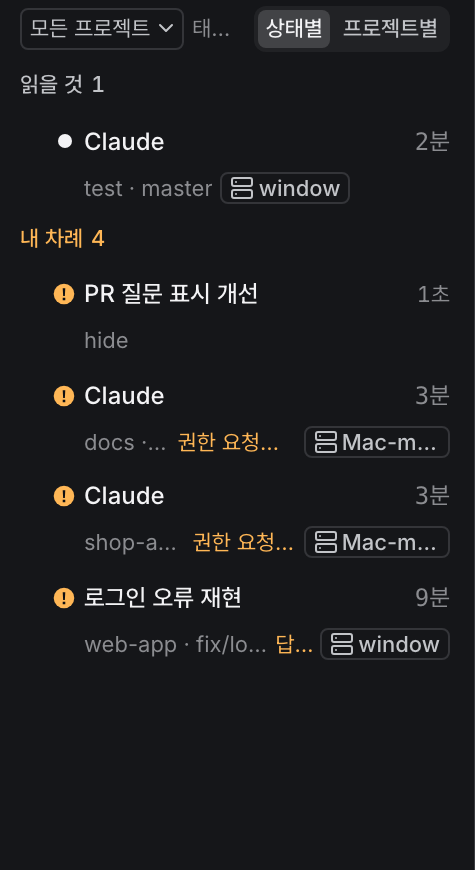 모든 프로젝트 태... 상태별 프로젝트별
읽을 것 1
Claude 2분
test · master window
내 차례 4
PR 질문 표시 개선 1초
hide
Claude 3분
docs ·... 권한 요청... Mac-m...
Claude 3분
shop-a... 권한 요청... Mac-m...
로그인 오류 재현 9분
web-app · fix/lo... 답... window